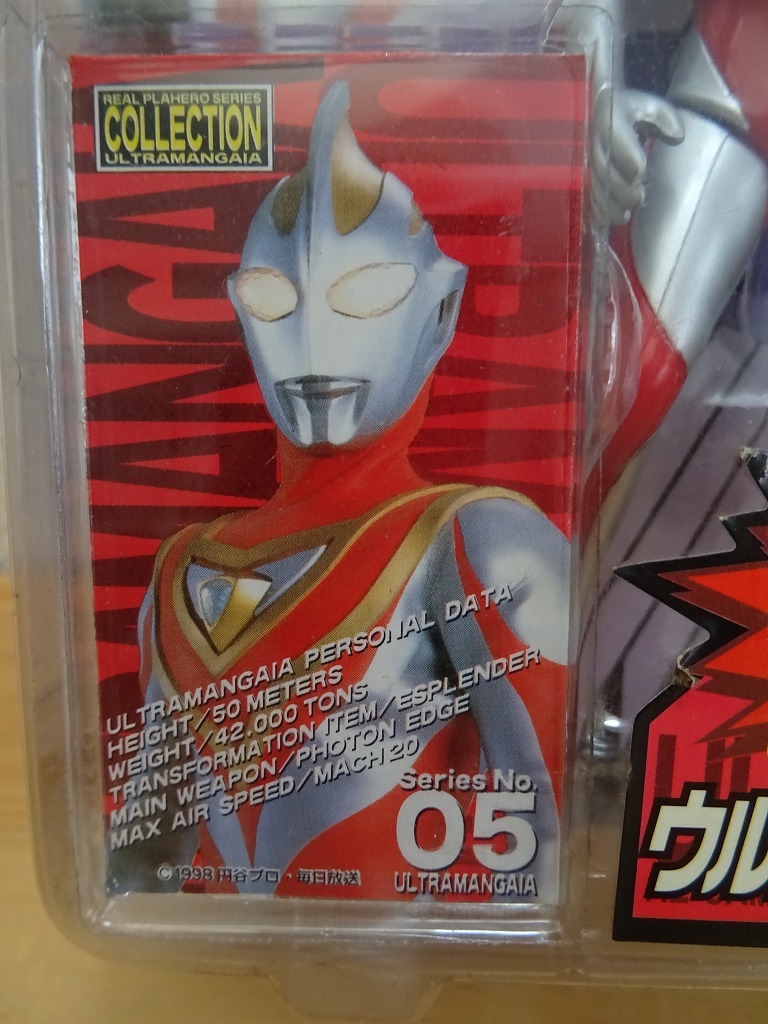 REAL PLAHERO SERIES
COLLECTION
ULTRAMANGAIA
ULTRAMANGAIA PERSONAL DATA
HEIGHT/50 METERS
WEIGHT/42,000 TONS
TRANSFORMATION ITEM/ESPLENDER
MAIN WEAPON/PHOTON EDGE
MAX AIR SPEED/MACH 20
Series No.
05
ULTRAMANGAIA
©1998 円谷プロ・毎日放送
ウル